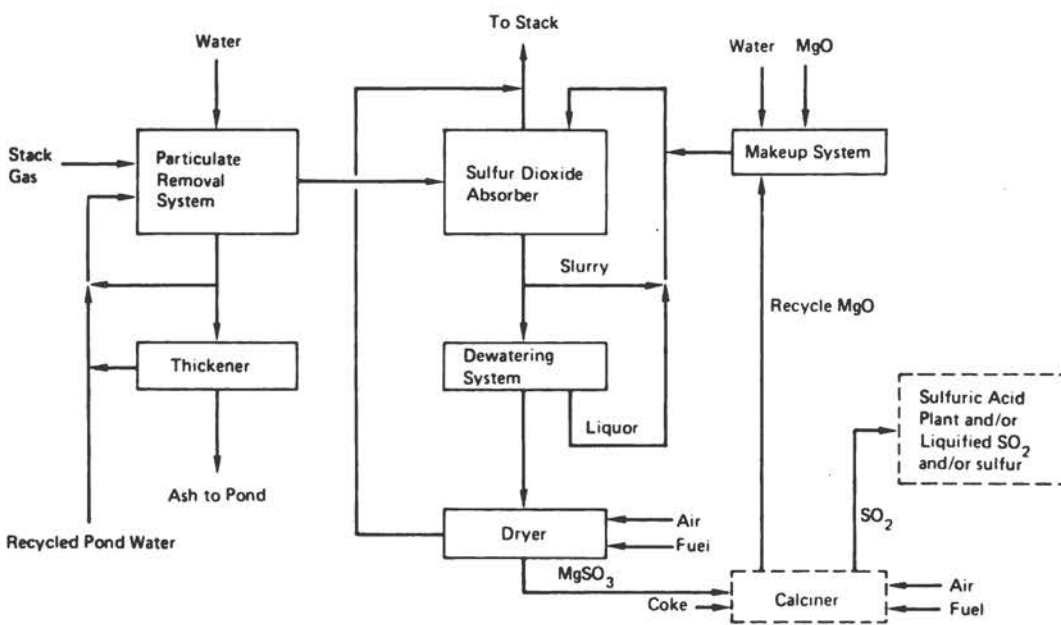 To Stack
Water
Water
MgO
Stack
Gas
Particulate
Removal
System
Sulfur Dioxide
Absorber
Makeup System
Slurry
Recycle MgO
Thickener
Dewatering
System
Liquor
Sulfuric Acid
Plant and/or
Liquified SO2
and/or sulfur
Ash to Pond
Recycled Pond Water
Dryer
Air
Fuei
SO2
MgSO3
Coke
Calciner
Air
Fuel